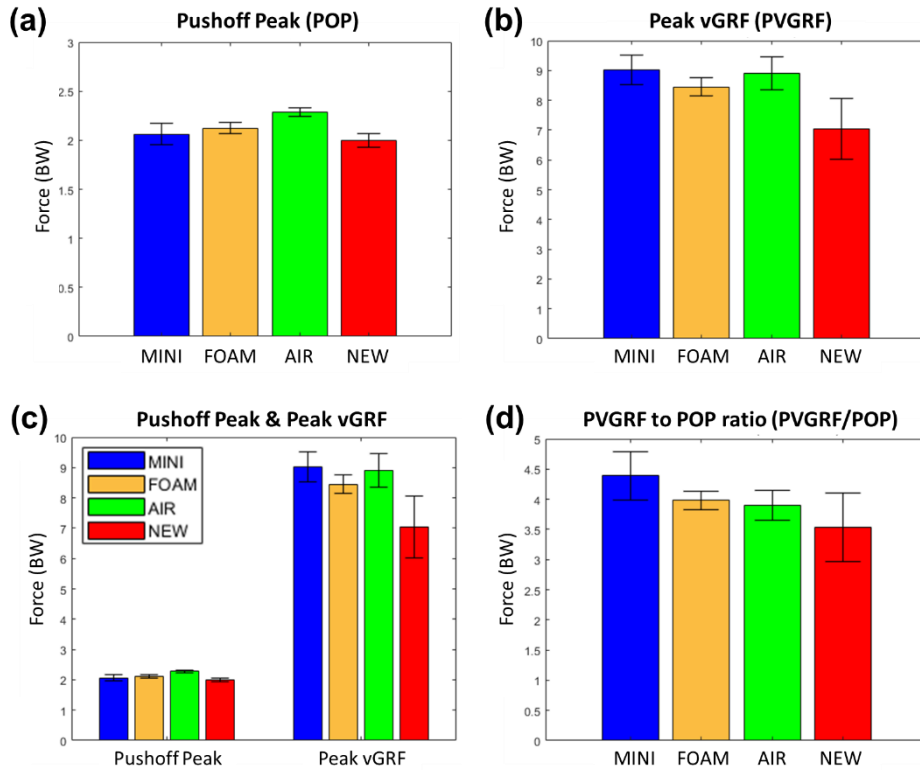 (a)
Pushoff Peak (POP)
3
2.5
2
1.5
1
0.5
0
Force (BW)
MINI FOAM AIR NEW
(b)
Peak vGRF (PVGRF)
10
9
8
7
6
5
4
3
2
1
0
Force (BW)
MINI FOAM AIR NEW
(c)
Pushoff Peak & Peak vGRF
10
9
8
7
6
5
4
3
2
1
0
Force (BW)
MINI
FOAM
AIR
NEW
Pushoff Peak Peak vGRF
(d)
PVGRF to POP ratio (PVGRF/POP)
5
4.5
4
3.5
3
2.5
2
1.5
1
0.5
0
Force (BW)
MINI FOAM AIR NEW